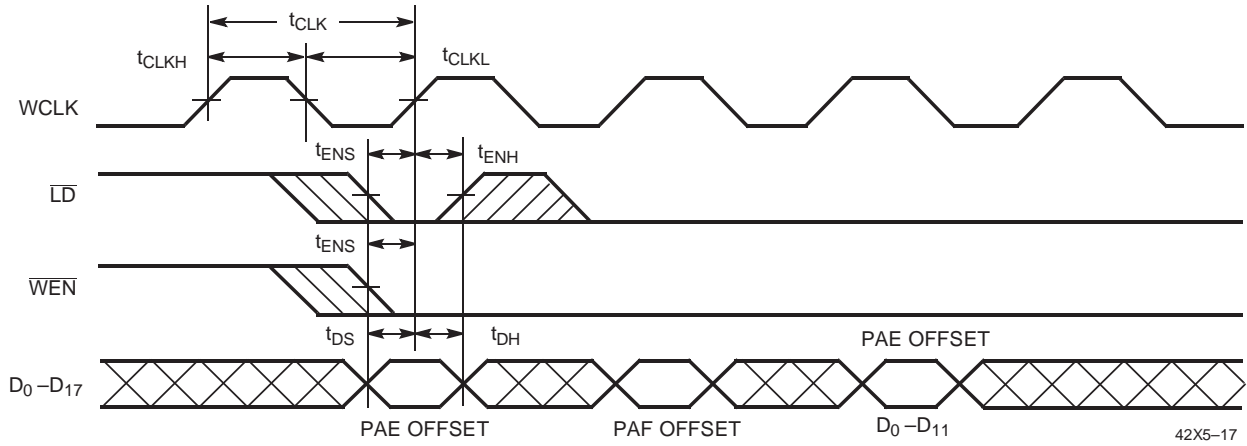 tCLK
tCLKH
tCLKL
WCLK
tENS
tENH
LD
tENS
WEN
tDS
tDH
PAE OFFSET
D0 –D17
PAE OFFSET
PAF OFFSET
D0 –D11
42X5–17